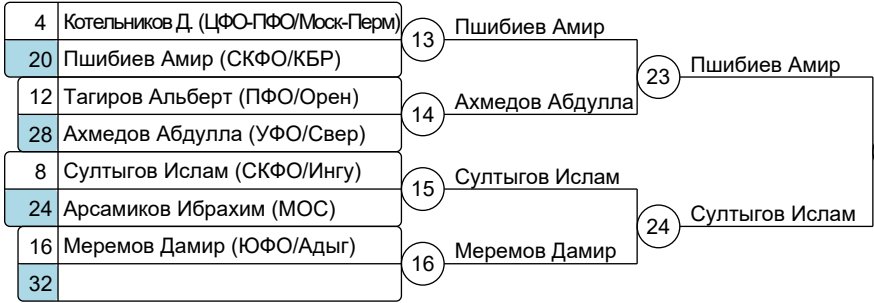 4 Котельников Д. (ЦФО-ПФО/Моск-Перм)
20 Пшибиев Амир (СКФО/КБР)
12 Тагиров Альберт (ПФО/Орен)
28 Ахмедов Абдулла (УФО/Свер)
8 Султыгов Ислам (СКФО/Ингу)
24 Арсамиков Ибрахим (МОС)
16 Меремов Дамир (ЮФО/Адыг)
32
13 Пшибиев Амир
14 Ахмедов Абдулла
15 Султыгов Ислам
16 Меремов Дамир
23 Пшибиев Амир
24 Султыгов Ислам